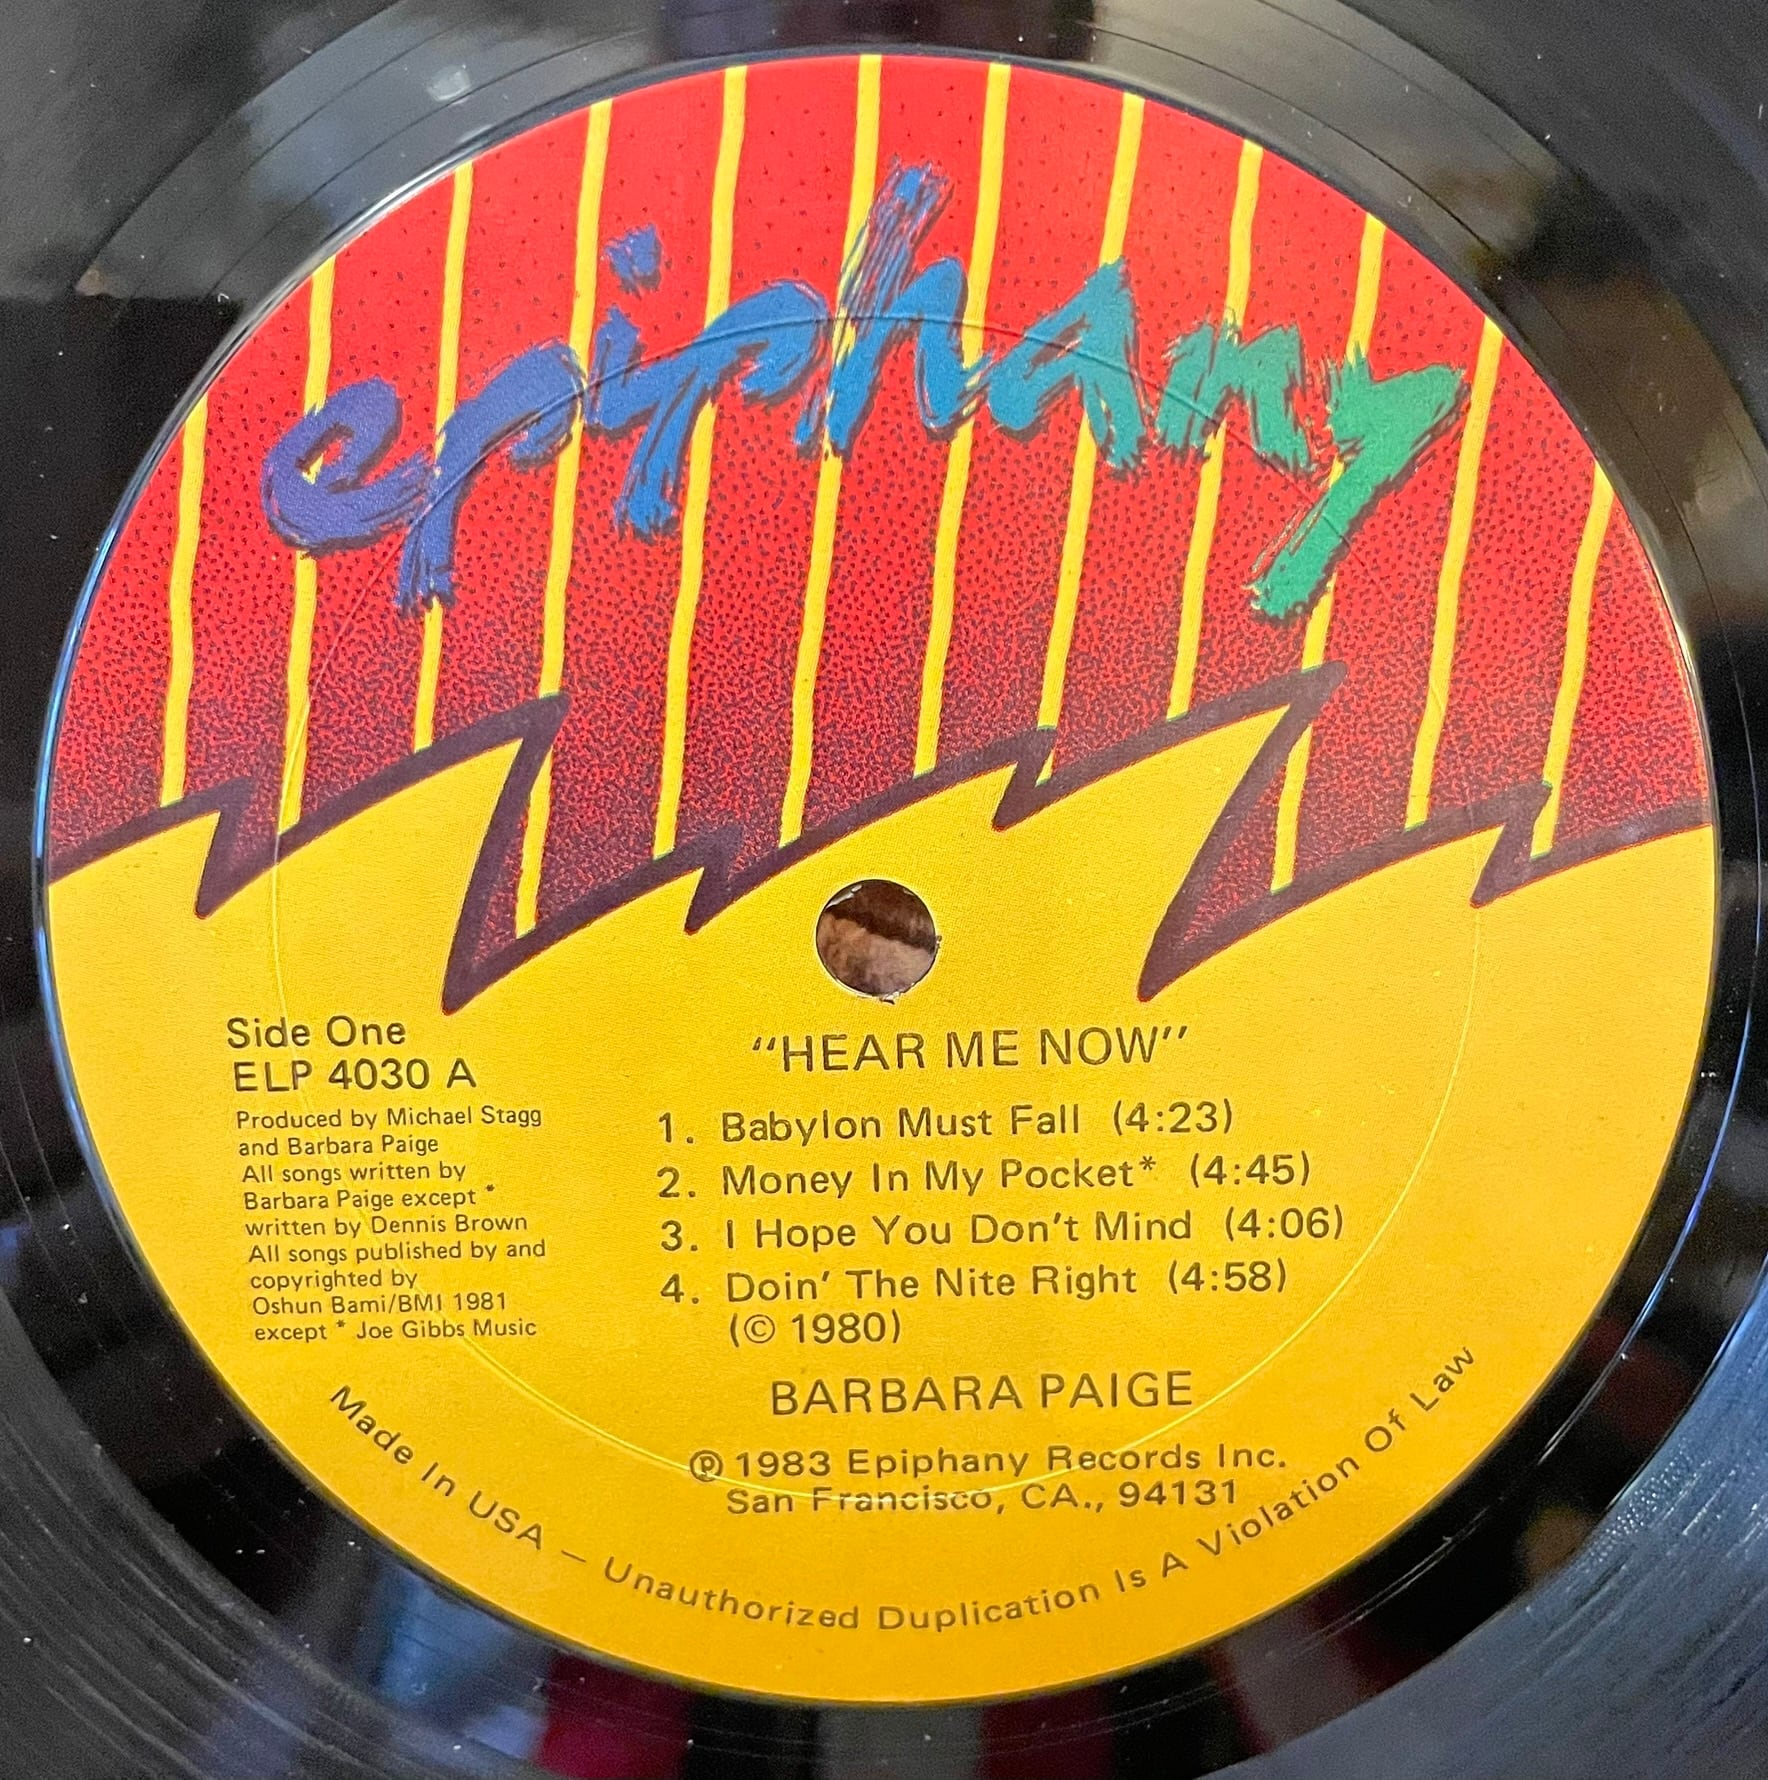 epiphany
Side One
ELP 4030 A
Produced by Michael Stagg
and Barbara Paige
All songs written by
Barbara Paige except *
written by Dennis Brown
All songs published by and
copyrighted by
Oshun Bami/BMI 1981
except * Joe Gibbs Music
"HEAR ME NOW"
1. Babylon Must Fall (4:23)
2. Money In My Pocket* (4:45)
3. I Hope You Don't Mind (4:06)
4. Doin' The Nite Right (4:58)
(© 1980)
BARBARA PAIGE
℗ 1983 Epiphany Records Inc.
San Francisco, CA., 94131
Made In USA – Unauthorized Duplication Is A Violation Of Law